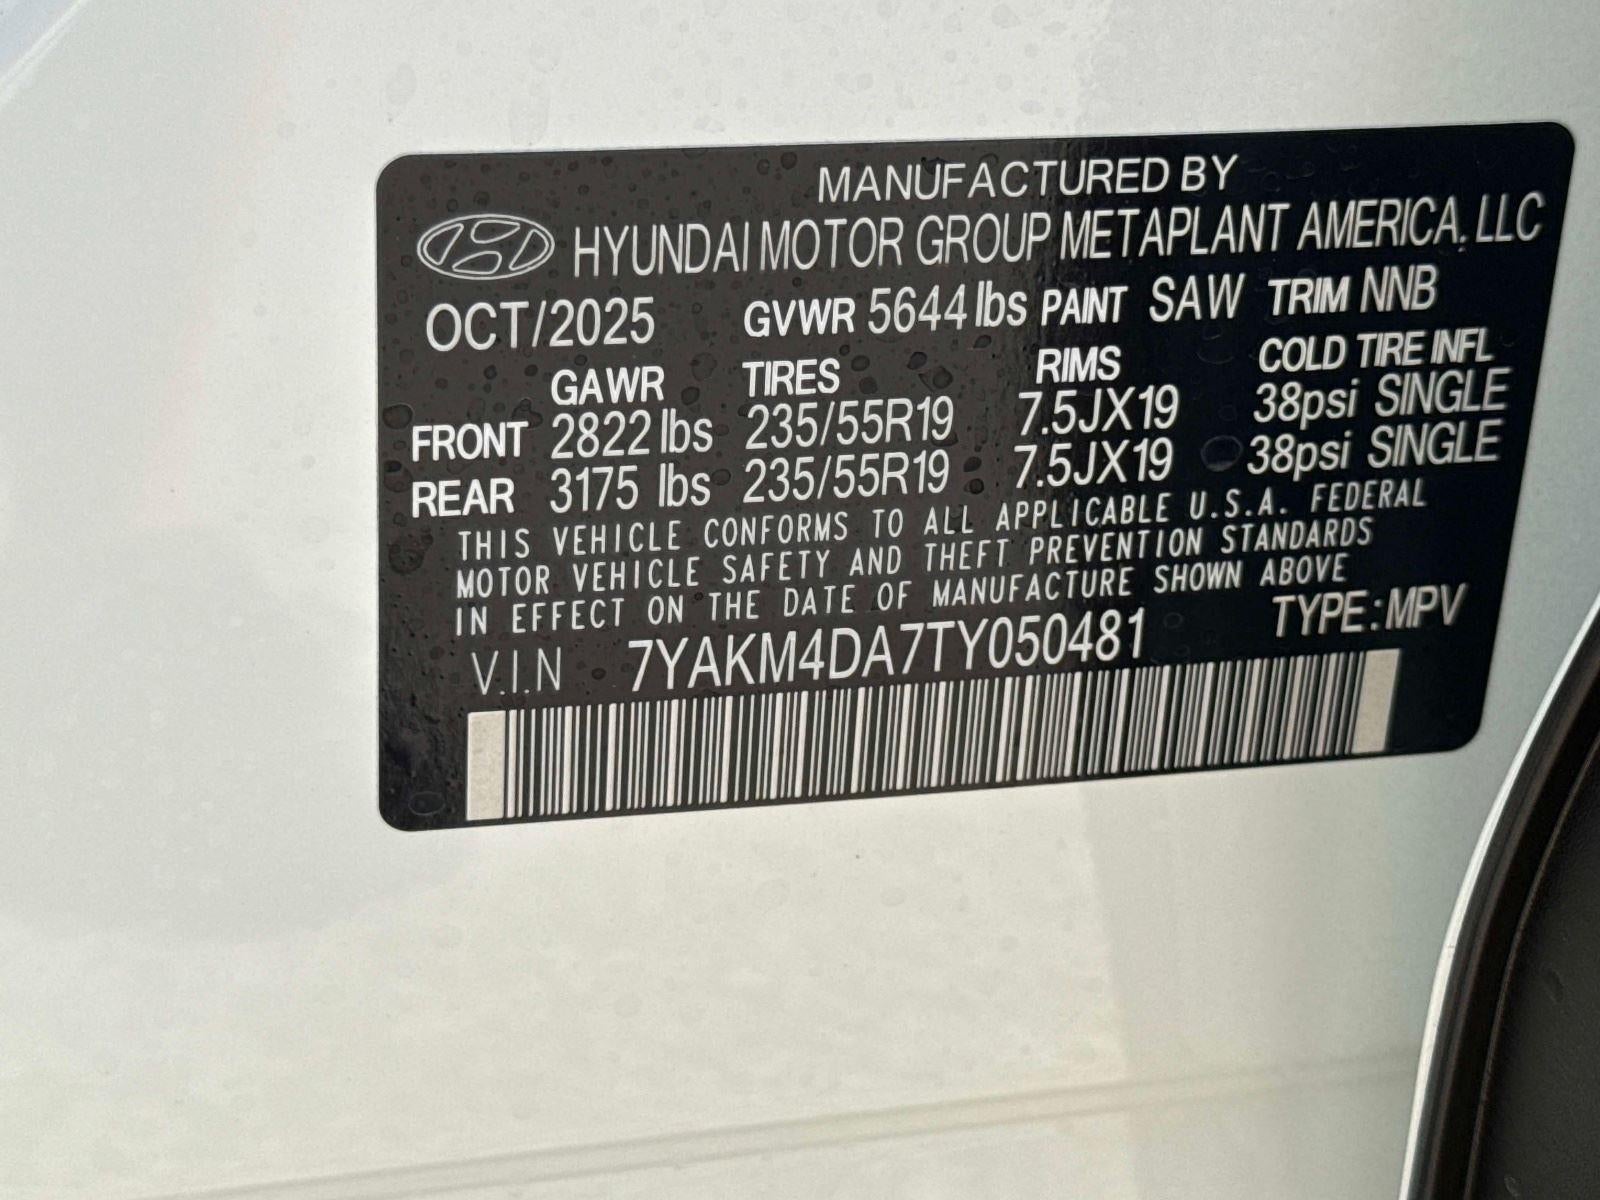 MANUFACTURED BY
HYUNDAI MOTOR GROUP METAPLANT AMERICA, LLC
OCT/2025 GVWR 5644 lbs PAINT SAW TRIM NNB
GAWR TIRES RIMS COLD TIRE INFL
FRONT 2822 lbs 235/55R19 7.5JX19 38psi SINGLE
REAR 3175 lbs 235/55R19 7.5JX19 38psi SINGLE
THIS VEHICLE CONFORMS TO ALL APPLICABLE U.S.A. FEDERAL
MOTOR VEHICLE SAFETY AND THEFT PREVENTION STANDARDS
IN EFFECT ON THE DATE OF MANUFACTURE SHOWN ABOVE
V.I.N 7YAKM4DA7TY050481 TYPE:MPV